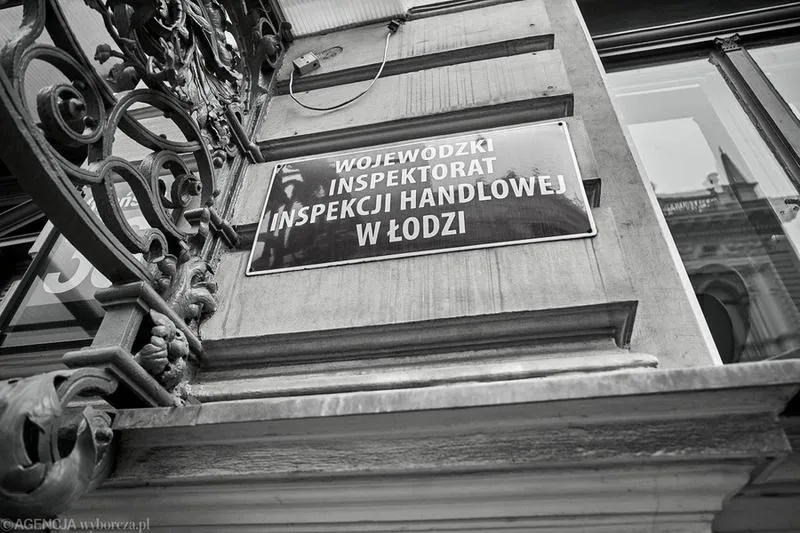 WOJEWÓDZKI
INSPEKTORAT
INSPEKCJI HANDLOWEJ
W ŁODZI
© AGENCJA wyborcza.pl